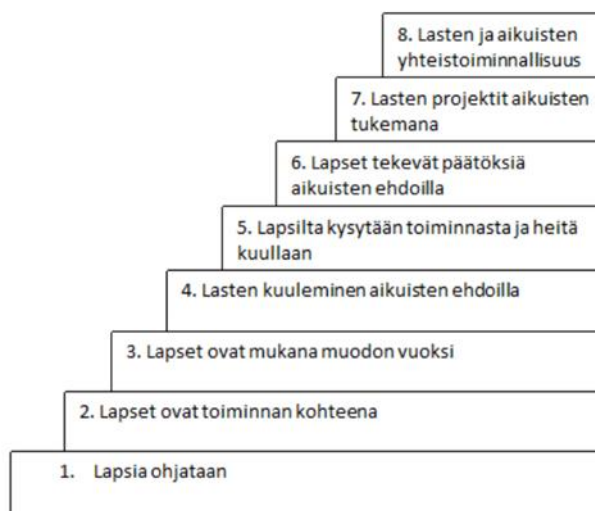 8. Lasten ja aikuisten
yhteistoiminnallisuus
7. Lasten projektit aikuisten
tukemana
6. Lapset tekevät päätöksiä
aikuisten ehdoilla
5. Lapsilta kysytään toiminnasta ja heitä
kuullaan
4. Lasten kuuleminen aikuisten ehdoilla
3. Lapset ovat mukana muodon vuoksi
2. Lapset ovat toiminnan kohteena
1. Lapsia ohjataan